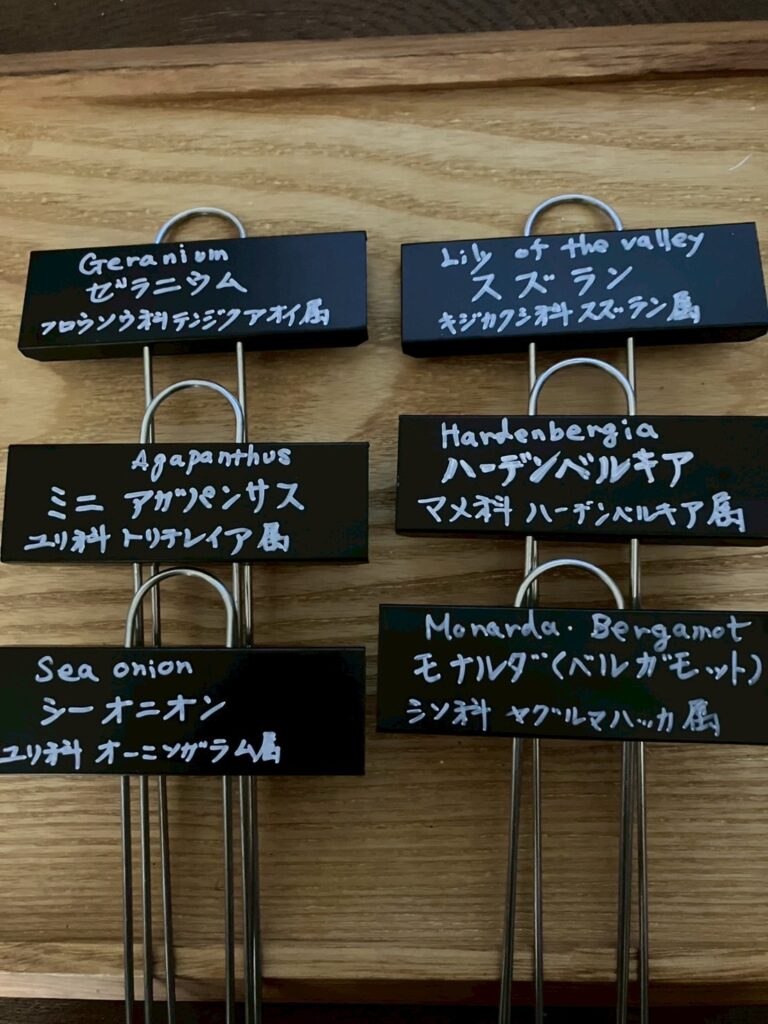 Geranium
ゼラニウム
フロウソウ科テンジクアオイ属
Agapanthus
ミニ アガパンサス
ユリ科 トリテレイア属
Sea onion
シーオニオン
ユリ科 オーニソガラム属
Lily of the valley
スズラン
キジカクシ科スズラン属
Hardenbergia
ハーデンベルキア
マメ科 ハーデンベルキア属
Monarda・Bergamot
モナルダ(ベルガモット)
シソ科 ヤグルマハッカ属